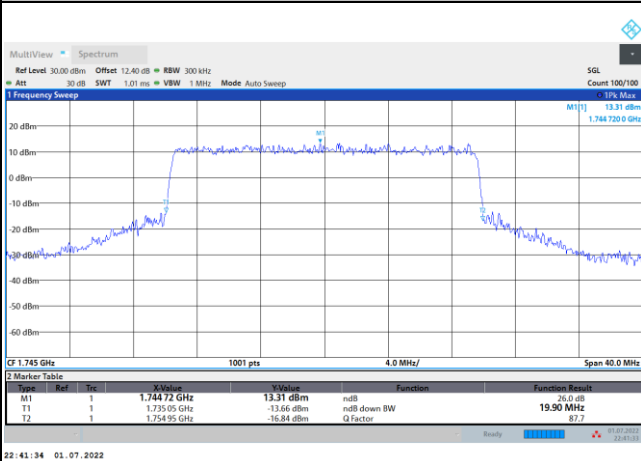 MultiView Spectrum
Ref Level 30.00 dBm Offset 12.40 dB RBW 300 kHz SGL
Att 30 dB SWT 1.01 ms VBW 1 MHz Mode Auto Sweep Count 100/100
1 Frequency Sweep 1Pk Max
M1[1] 13.31 dBm
1.744 720 0 GHz
M1
20 dBm
10 dBm
0 dBm
-10 dBm
-20 dBm
-30 dBm
-40 dBm
-50 dBm
-60 dBm
CF 1.745 GHz 1001 pts 4.0 MHz/ Span 40.0 MHz
2 Marker Table
Type Ref Trc X-Value Y-Value Function Function Result
M1 1 1.744 72 GHz 13.31 dBm ndB 26.0 dB
T1 1 1.735 05 GHz -13.66 dBm ndB down BW 19.90 MHz
T2 1 1.754 95 GHz -16.84 dBm Q Factor 87.7
Ready 01.07.2022
22:41:33
22:41:34 01.07.2022